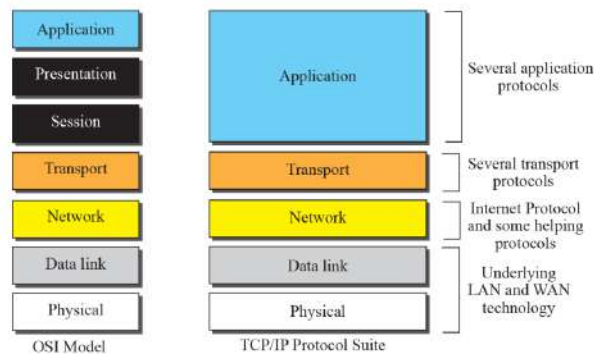 Application
Presentation
Session
Transport
Network
Data link
Physical
OSI Model
Application
Transport
Network
Data link
Physical
TCP/IP Protocol Suite
Several application
protocols
Several transport
protocols
Internet Protocol
and some helping
protocols
Underlying
LAN and WAN
technology